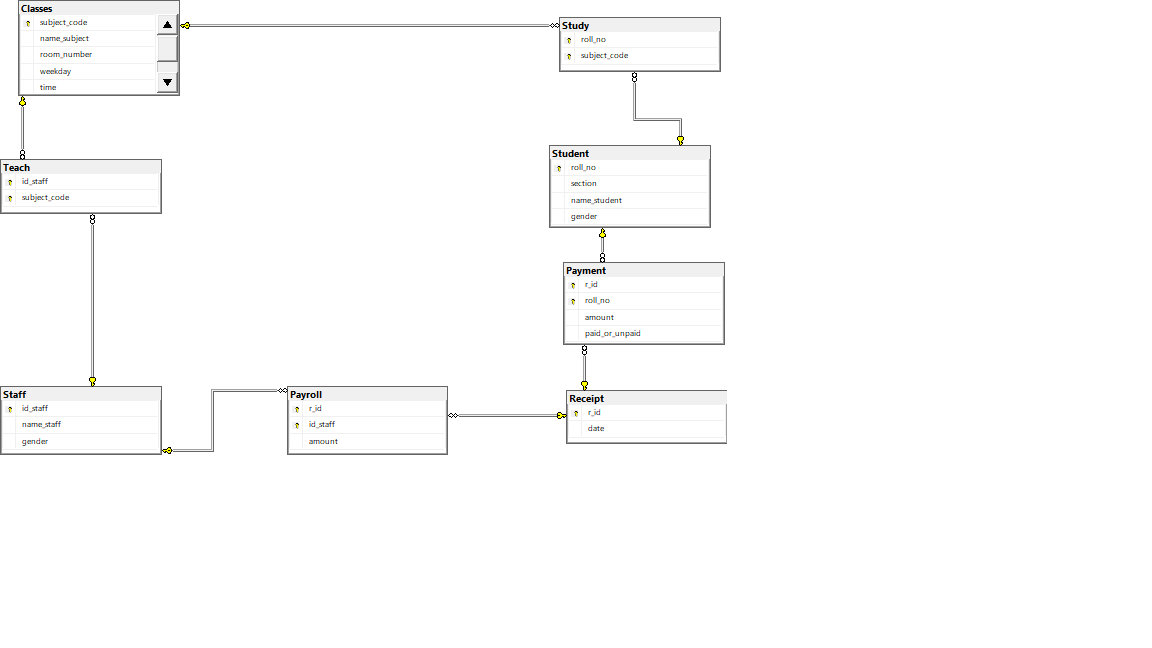 Classes
subject_code
name_subject
room_number
weekday
time
Study
roll_no
subject_code
Teach
id_staff
subject_code
Student
roll_no
section
name_student
gender
Payment
r_id
roll_no
amount
paid_or_unpaid
Staff
id_staff
name_staff
gender
Payroll
r_id
id_staff
amount
Receipt
r_id
date